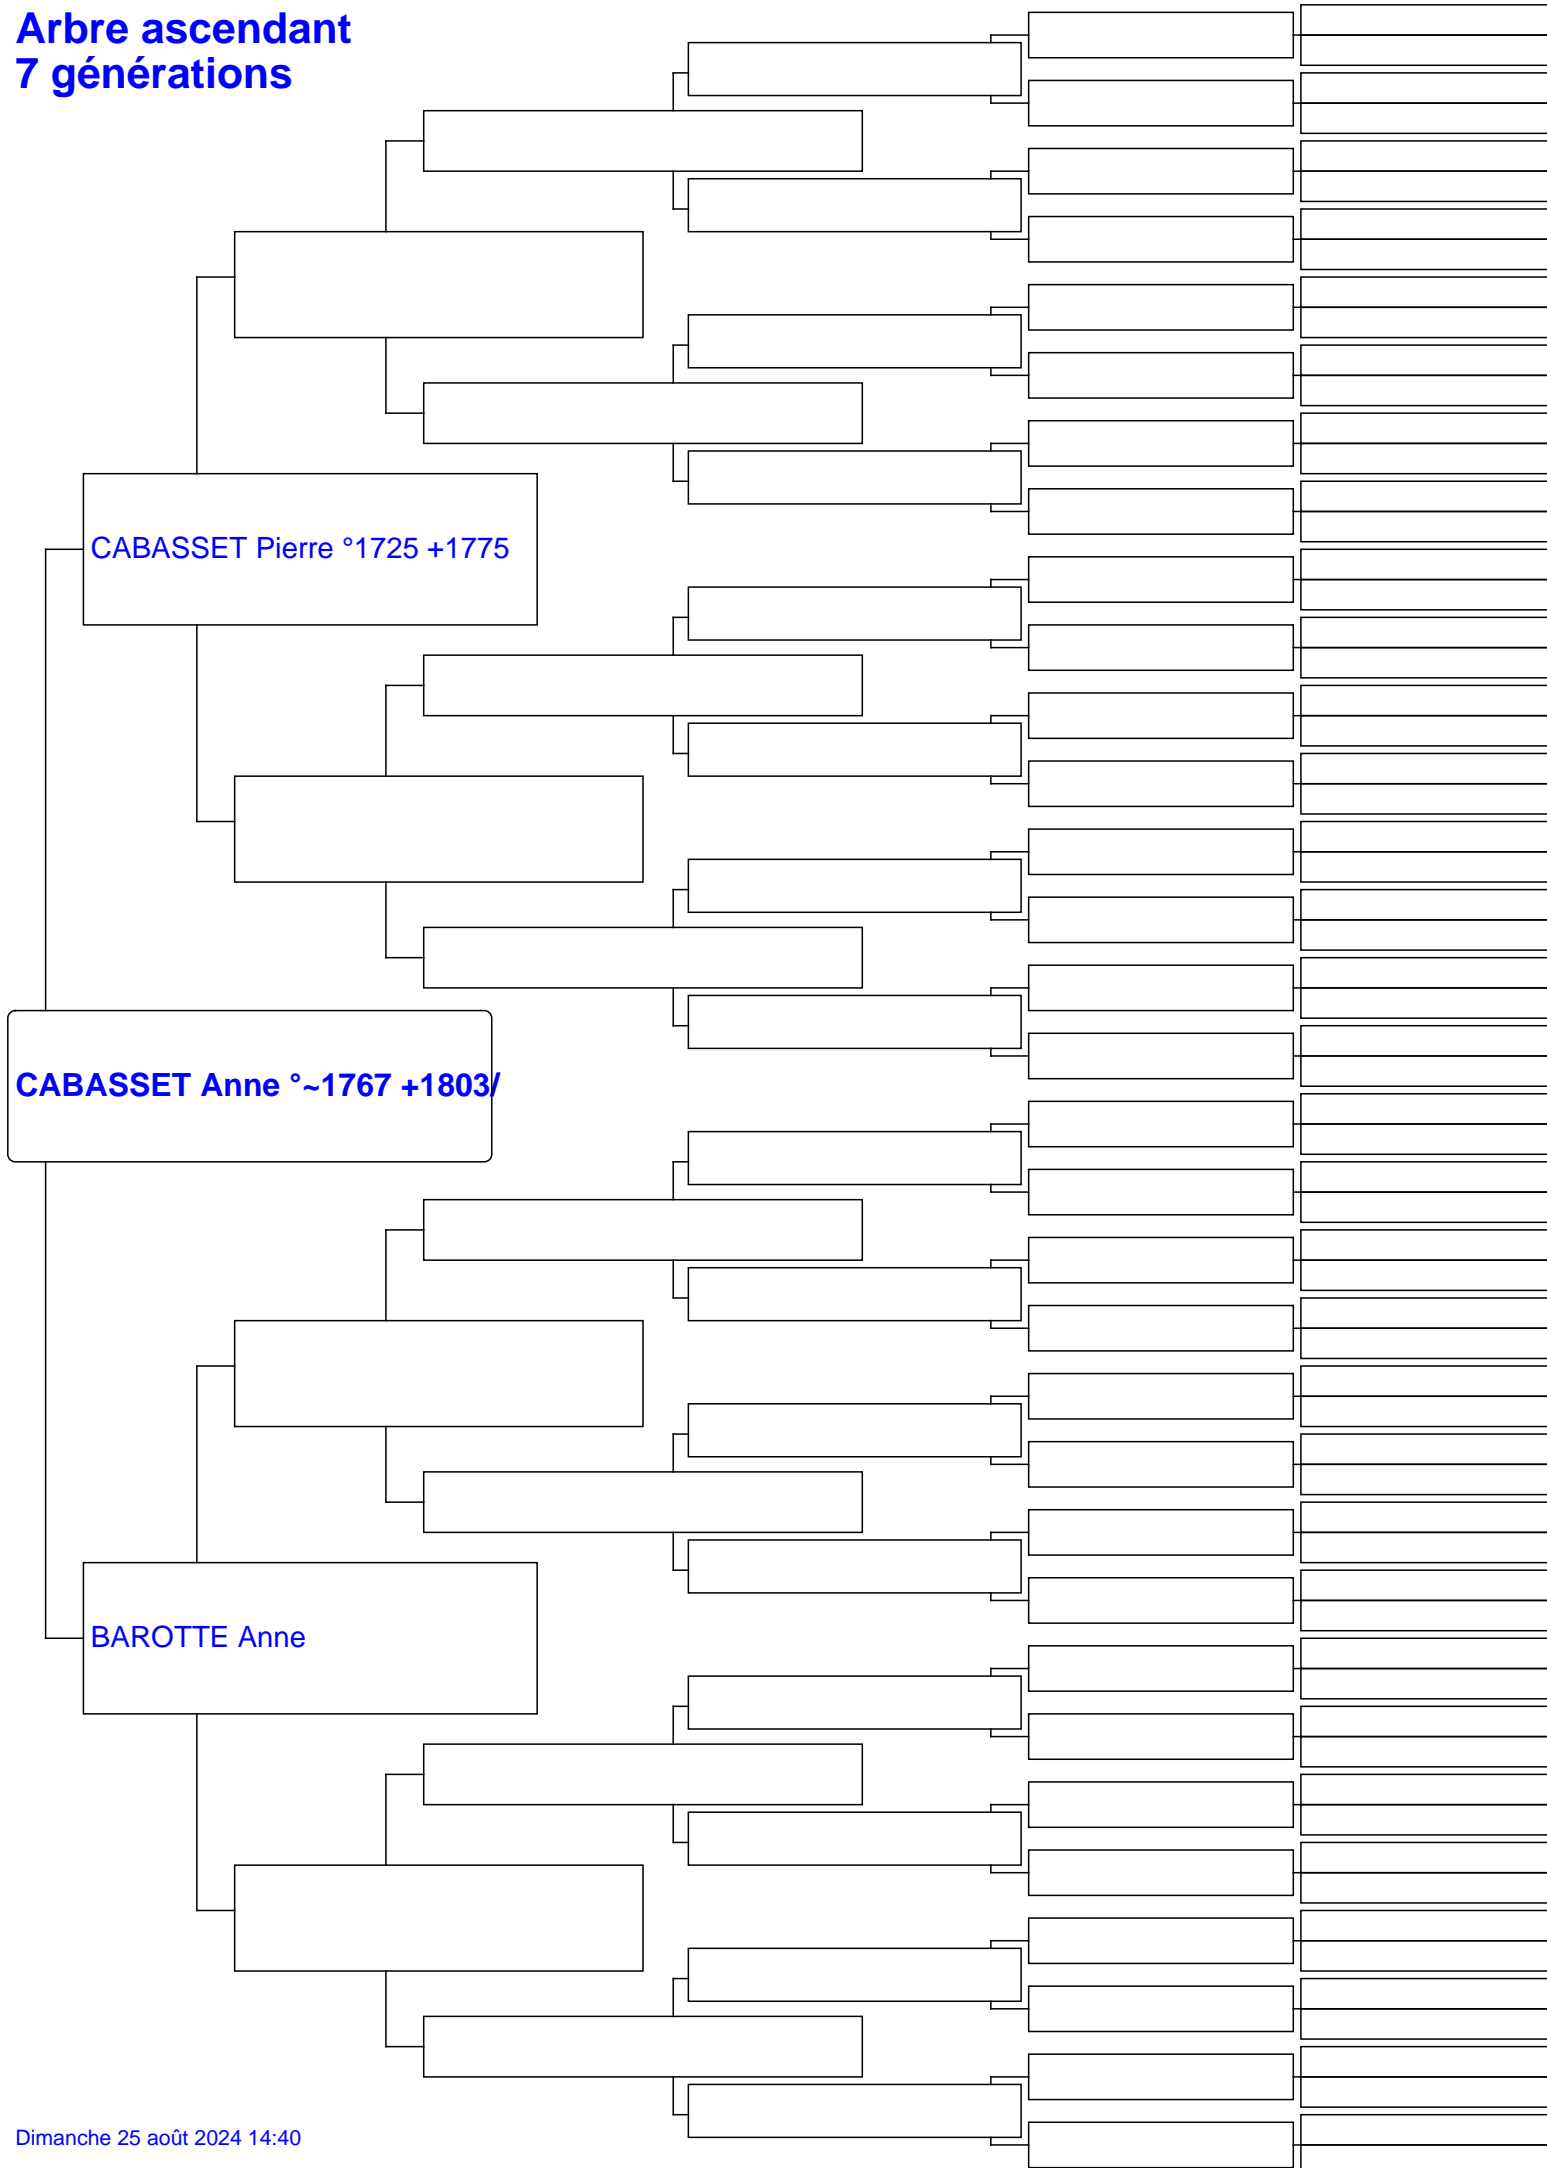 Arbre ascendant
7 générations
CABASSET Pierre °1725 +1775
CABASSET Anne °~1767 +1803/
BAROTTE Anne
Dimanche 25 août 2024 14:40